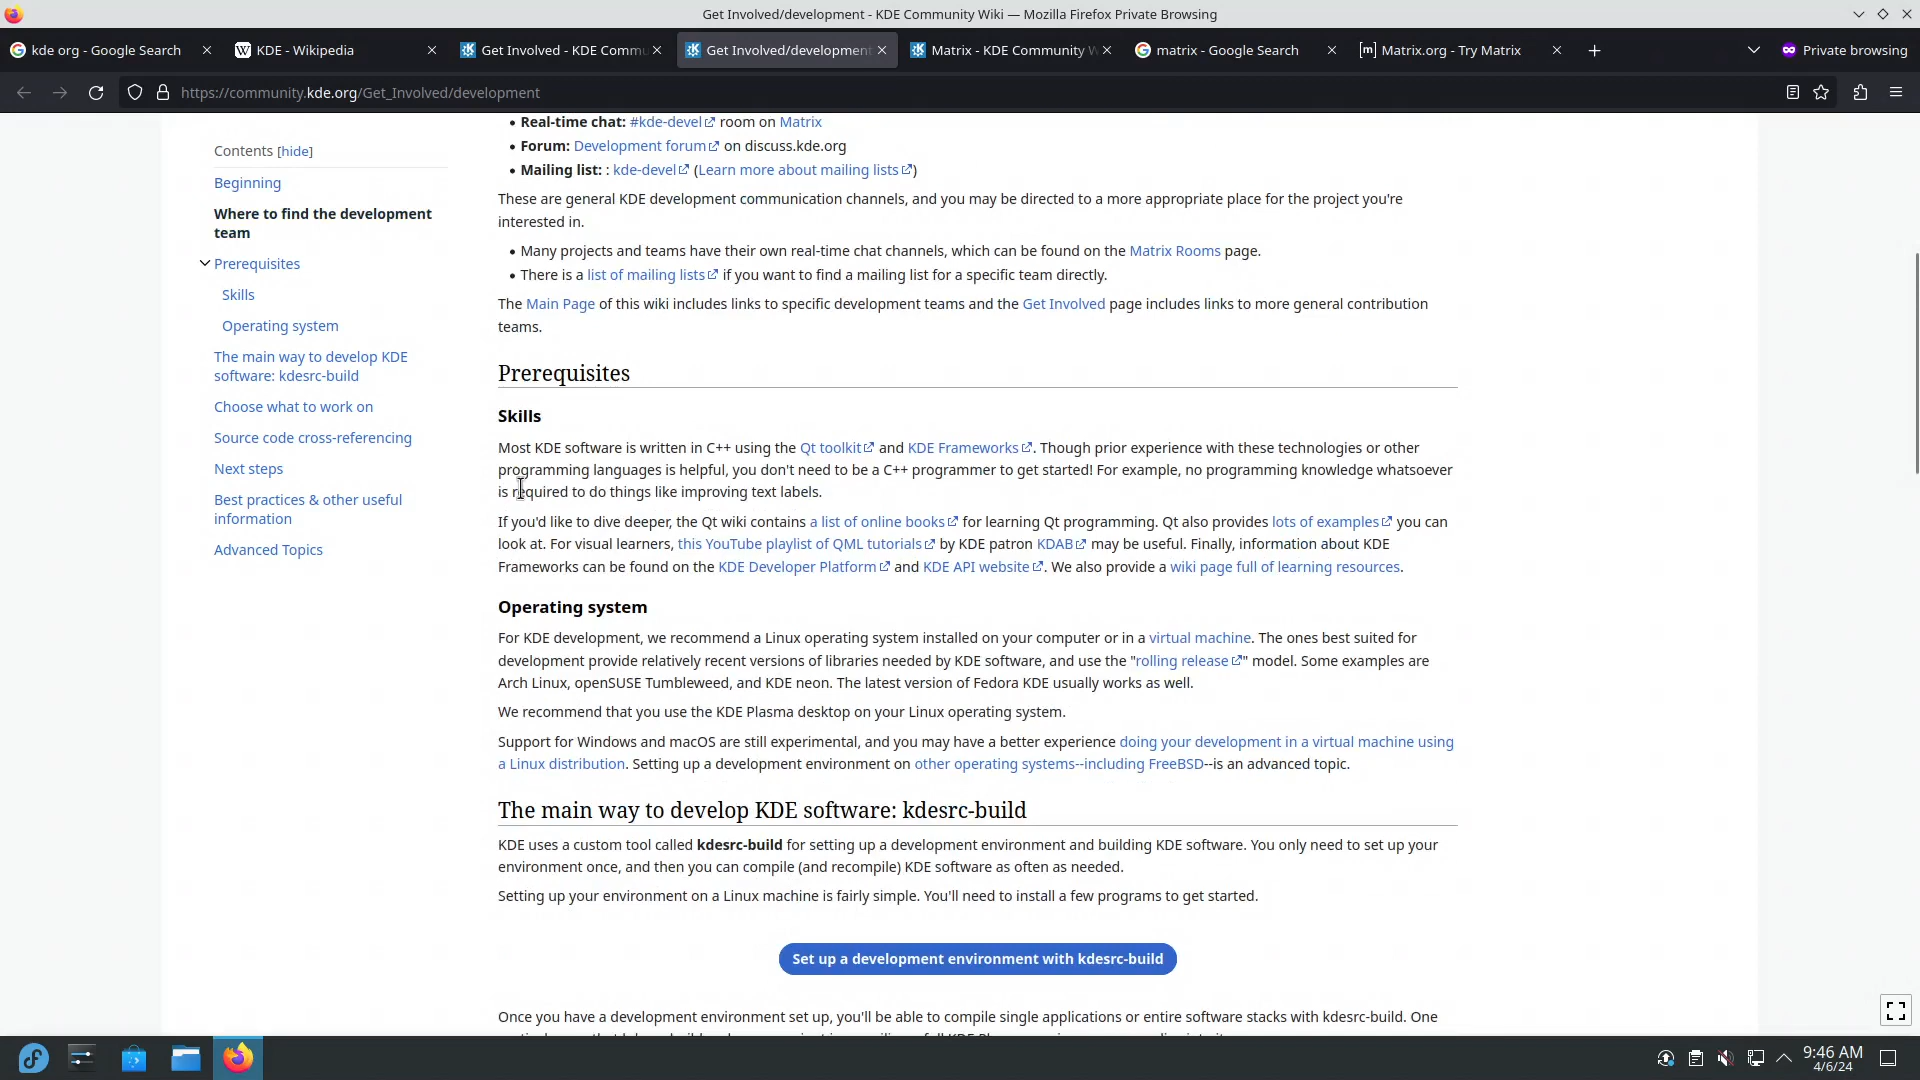 Get Involved/development - KDE Community Wiki — Mozilla Firefox Private Browsing
kde org - Google Search
KDE - Wikipedia
Get Involved - KDE Commu
Get Involved/development
Matrix - KDE Community W
matrix - Google Search
[m] Matrix.org - Try Matrix
Private browsing
https://community.kde.org/Get_Involved/development
Contents [hide]
Beginning
Where to find the development
team
Prerequisites
Skills
Operating system
The main way to develop KDE
software: kdesrc-build
Choose what to work on
Source code cross-referencing
Next steps
Best practices & other useful
information
Advanced Topics
• Real-time chat: #kde-devel room on Matrix
• Forum: Development forum on discuss.kde.org
• Mailing list: : kde-devel (Learn more about mailing lists)
These are general KDE development communication channels, and you may be directed to a more appropriate place for the project you're
interested in.
• Many projects and teams have their own real-time chat channels, which can be found on the Matrix Rooms page.
• There is a list of mailing lists if you want to find a mailing list for a specific team directly.
The Main Page of this wiki includes links to specific development teams and the Get Involved page includes links to more general contribution
teams.
Prerequisites
Skills
Most KDE software is written in C++ using the Qt toolkit and KDE Frameworks. Though prior experience with these technologies or other
programming languages is helpful, you don't need to be a C++ programmer to get started! For example, no programming knowledge whatsoever
is required to do things like improving text labels.
If you'd like to dive deeper, the Qt wiki contains a list of online books for learning Qt programming. Qt also provides lots of examples you can
look at. For visual learners, this YouTube playlist of QML tutorials by KDE patron KDAB may be useful. Finally, information about KDE
Frameworks can be found on the KDE Developer Platform and KDE API website. We also provide a wiki page full of learning resources.
Operating system
For KDE development, we recommend a Linux operating system installed on your computer or in a virtual machine. The ones best suited for
development provide relatively recent versions of libraries needed by KDE software, and use the "rolling release" model. Some examples are
Arch Linux, openSUSE Tumbleweed, and KDE neon. The latest version of Fedora KDE usually works as well.
We recommend that you use the KDE Plasma desktop on your Linux operating system.
Support for Windows and macOS are still experimental, and you may have a better experience doing your development in a virtual machine using
a Linux distribution. Setting up a development environment on other operating systems--including FreeBSD--is an advanced topic.
The main way to develop KDE software: kdesrc-build
KDE uses a custom tool called kdesrc-build for setting up a development environment and building KDE software. You only need to set up your
environment once, and then you can compile (and recompile) KDE software as often as needed.
Setting up your environment on a Linux machine is fairly simple. You'll need to install a few programs to get started.
Set up a development environment with kdesrc-build
Once you have a development environment set up, you'll be able to compile single applications or entire software stacks with kdesrc-build. One
9:46 AM
4/6/24